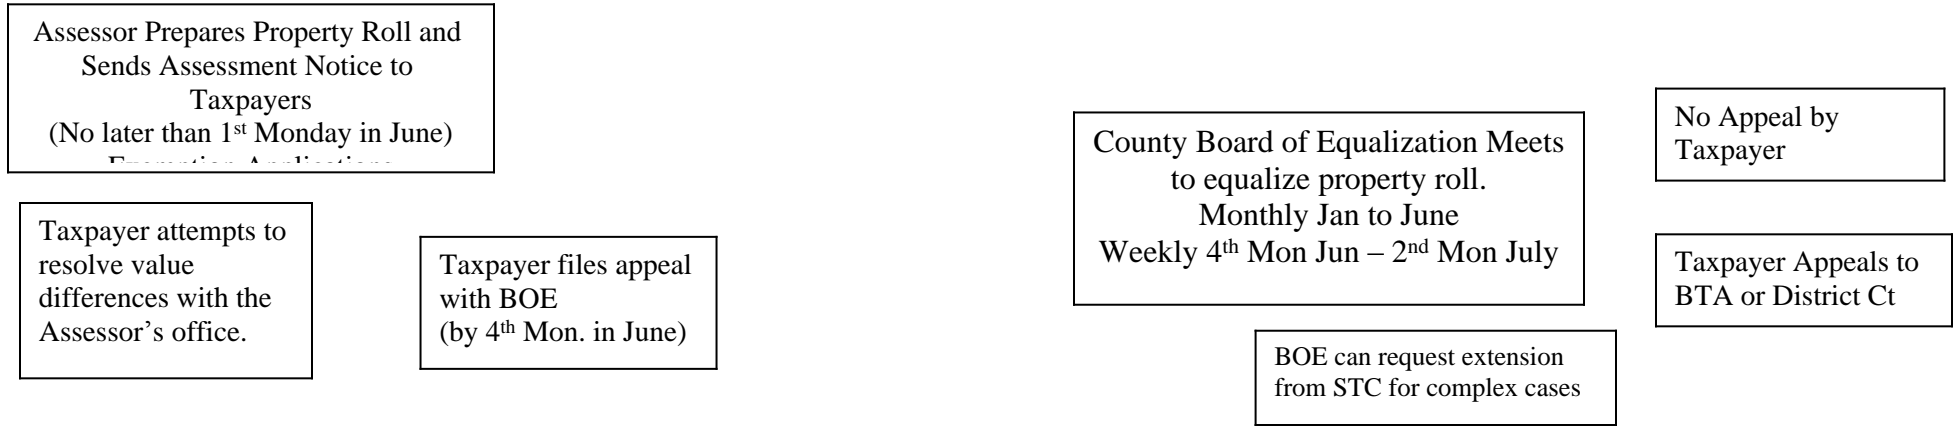 Assessor Prepares Property Roll and
Sends Assessment Notice to
Taxpayers
(No later than 1st Monday in June)
Taxpayer attempts to
resolve value
differences with the
Assessor’s office.
Taxpayer files appeal
with BOE
(by 4th Mon. in June)
County Board of Equalization Meets
to equalize property roll.
Monthly Jan to June
Weekly 4th Mon Jun – 2nd Mon July
BOE can request extension
from STC for complex cases
No Appeal by
Taxpayer
Taxpayer Appeals to
BTA or District Ct